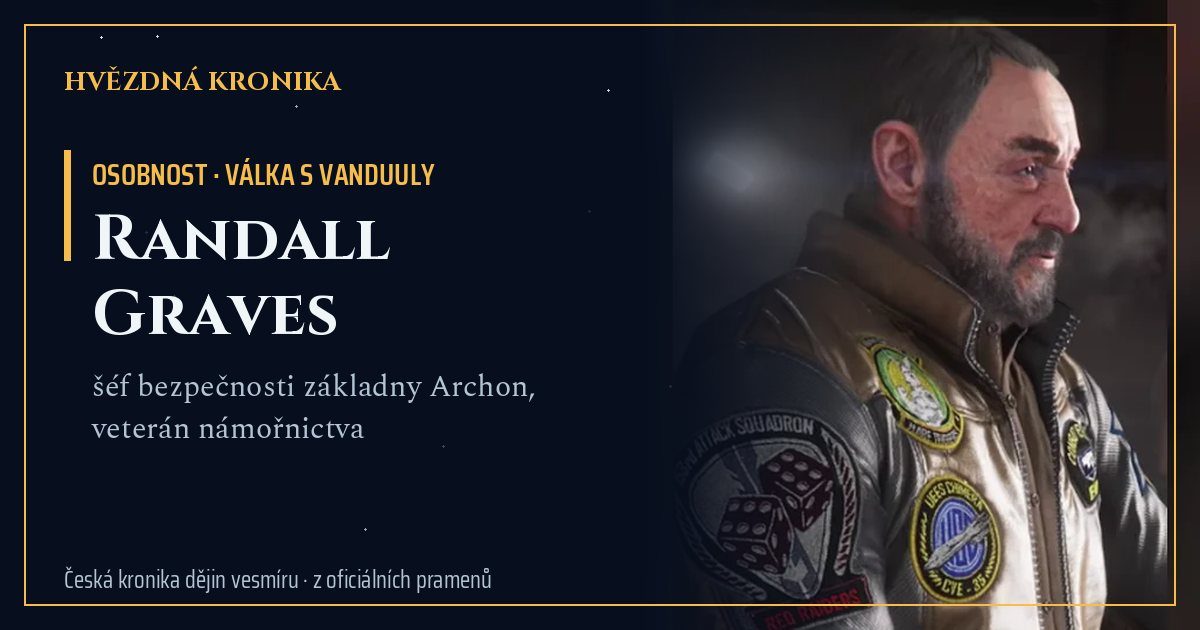 HVĚZDNÁ KRONIKA
OSOBNOST · VÁLKA S VANDUULY
RANDALL
GRAVES
šéf bezpečnosti základny Archon,
veterán námořnictva
Česká kronika dějin vesmíru · z oficiálních pramenů
ATTACK SQUADRON
RED RAIDERS
UEES CHIMERA
CVE - 35